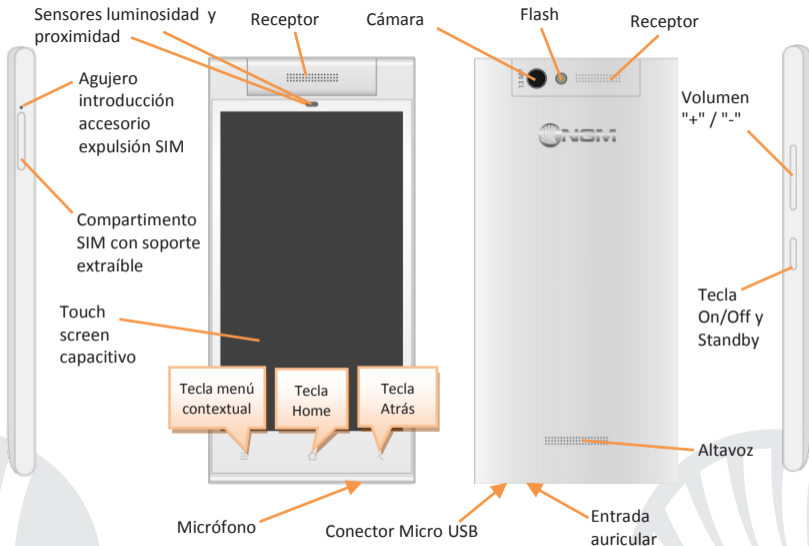 Sensores luminosidad y
proximidad
Receptor
Cámara
Flash
Receptor
Agujero
introducción
accesorio
expulsión SIM
13 M
Volumen
"+" / "-"
NGM
Compartimento
SIM con soporte
extraíble
Touch
screen
capacitivo
Tecla
On/Off y
Standby
Tecla menú
contextual
Tecla
Home
Tecla
Atrás
Altavoz
Micrófono
Conector Micro USB
Entrada
auricular